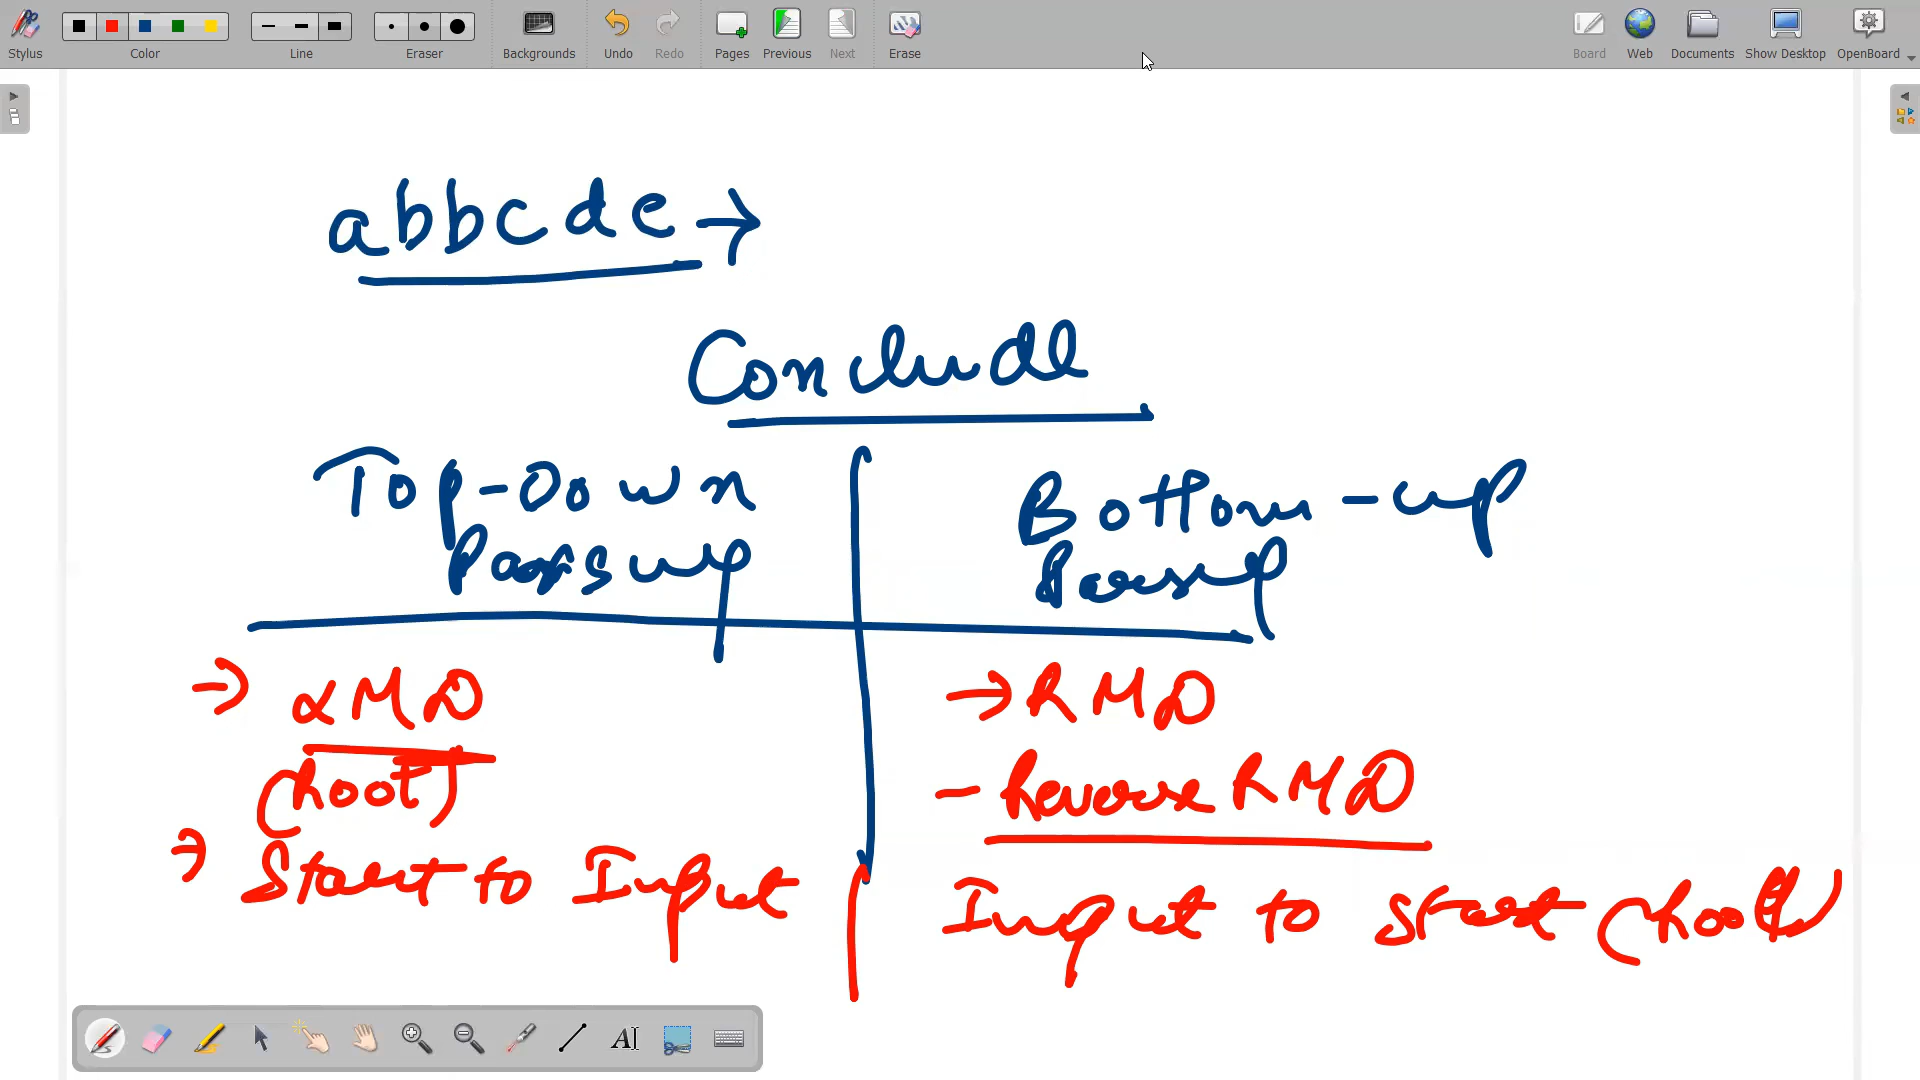 Stylus Color Line Eraser Backgrounds Undo Redo Pages Previous Next Erase Board Web Documents Show Desktop OpenBoard
abbcde →
Conclude
Top-Down
Parsing
Bottom-up
Parsing
→ LMD
(Root)
→ Start to Input
→ RMD
- Reverse RMD
Input to Start (Root)